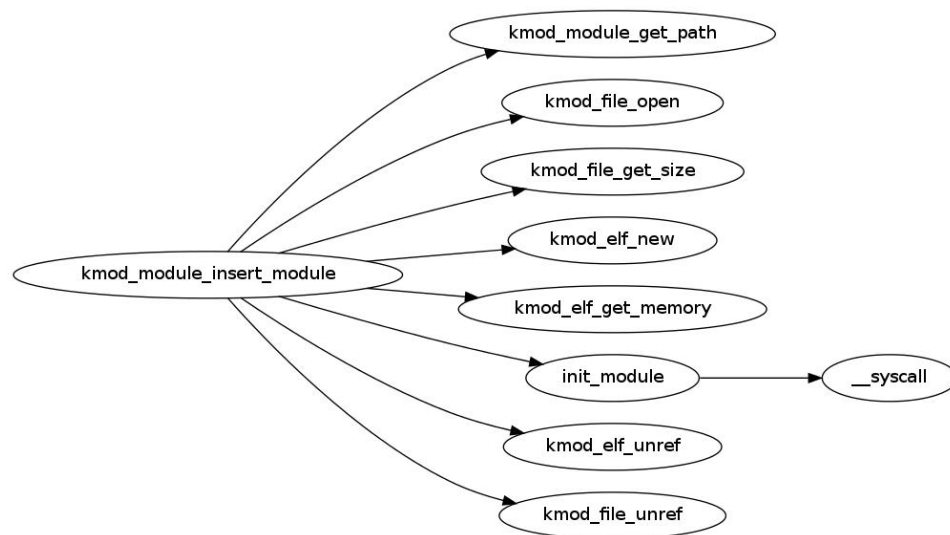 kmod_module_get_path
kmod_file_open
kmod_file_get_size
kmod_elf_new
kmod_module_insert_module
kmod_elf_get_memory
init_module
__syscall
kmod_elf_unref
kmod_file_unref